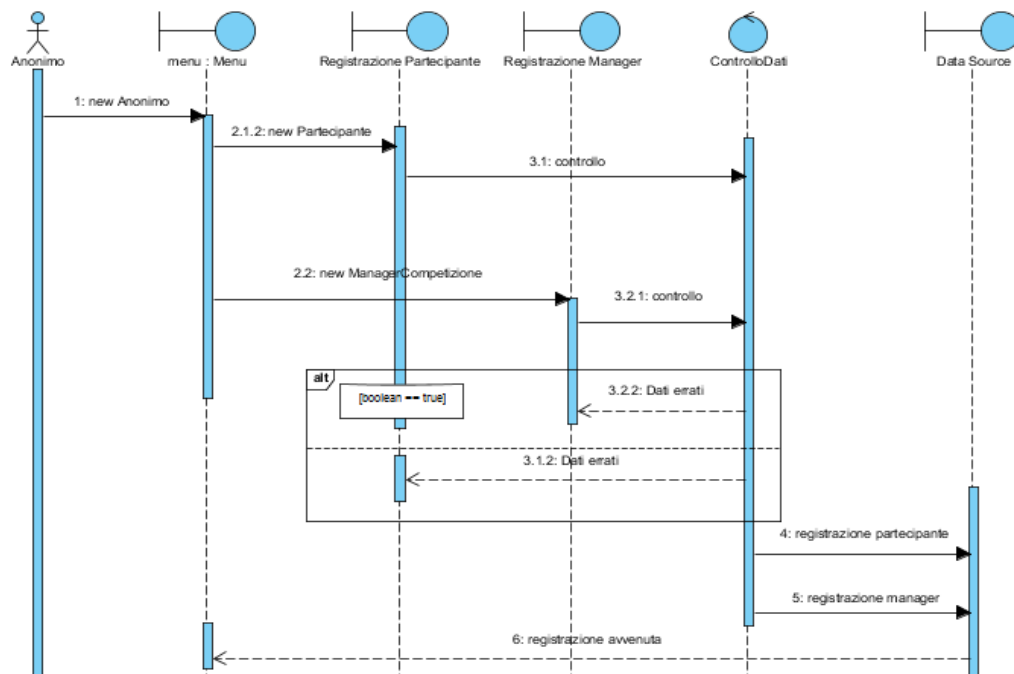 Anonimo
menu : Menu
Registrazione Partecipante
Registrazione Manager
ControlloDati
Data Source
1: new Anonimo
2.1.2: new Partecipante
3.1: controllo
2.2: new ManagerCompetizione
3.2.1: controllo
alt
[boolean == true]
3.2.2: Dati errati
3.1.2: Dati errati
4: registrazione partecipante
5: registrazione manager
6: registrazione avvenuta